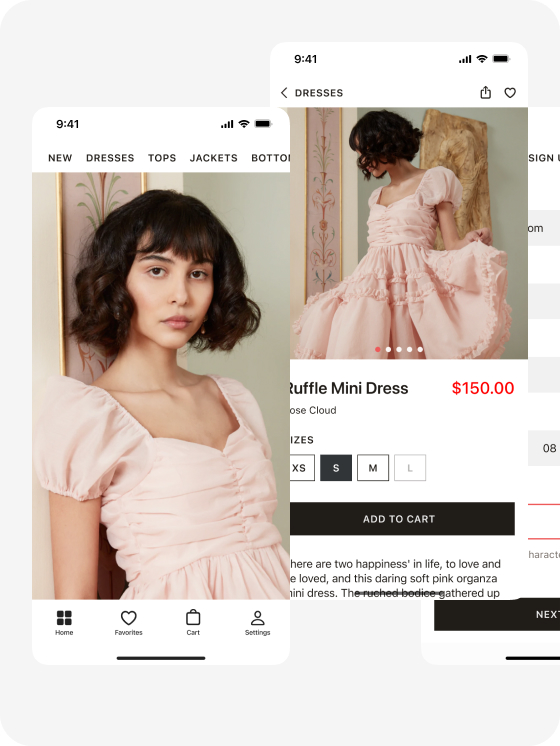 9:41
DRESSES
9:41
NEW DRESSES TOPS JACKETS BOTTO
SIGN U
om
Ruffle Mini Dress $150.00
ose Cloud
IZES
XS S M L
08
ADD TO CART
here are two happiness' in life, to love and
e loved, and this daring soft pink organza
ini dress. The ruched bodice gathered up
haracte
NEXT
Home Favorites Cart Settings